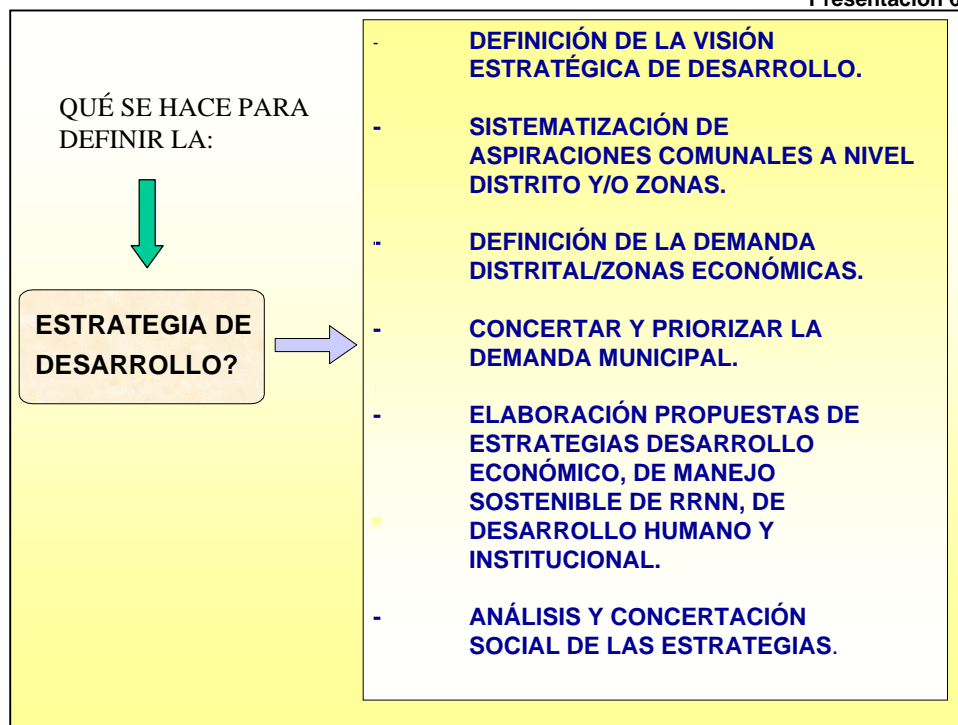 QUÉ SE HACE PARA
DEFINIR LA:
ESTRATEGIA DE
DESARROLLO?
- DEFINICIÓN DE LA VISIÓN
ESTRATÉGICA DE DESARROLLO.
- SISTEMATIZACIÓN DE
ASPIRACIONES COMUNALES A NIVEL
DISTRITO Y/O ZONAS.
- DEFINICIÓN DE LA DEMANDA
DISTRITAL/ZONAS ECONÓMICAS.
- CONCERTAR Y PRIORIZAR LA
DEMANDA MUNICIPAL.
- ELABORACIÓN PROPUESTAS DE
ESTRATEGIAS DESARROLLO
ECONÓMICO, DE MANEJO
SOSTENIBLE DE RRNN, DE
DESARROLLO HUMANO Y
INSTITUCIONAL.
- ANÁLISIS Y CONCERTACIÓN
SOCIAL DE LAS ESTRATEGIAS.